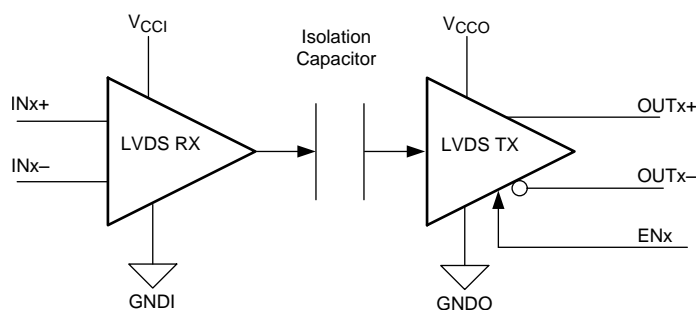 VCCI
Isolation
Capacitor
VCCO
INx+
OUTx+
LVDS RX
LVDS TX
INx–
OUTx–
ENx
GNDI
GNDO